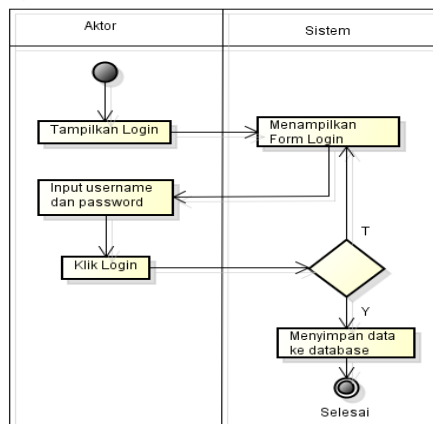 Aktor
Sistem
Tampilkan Login
Menampilkan
Form Login
Input username
dan password
Klik Login
T
Y
Menyimpan data
ke database
Selesai